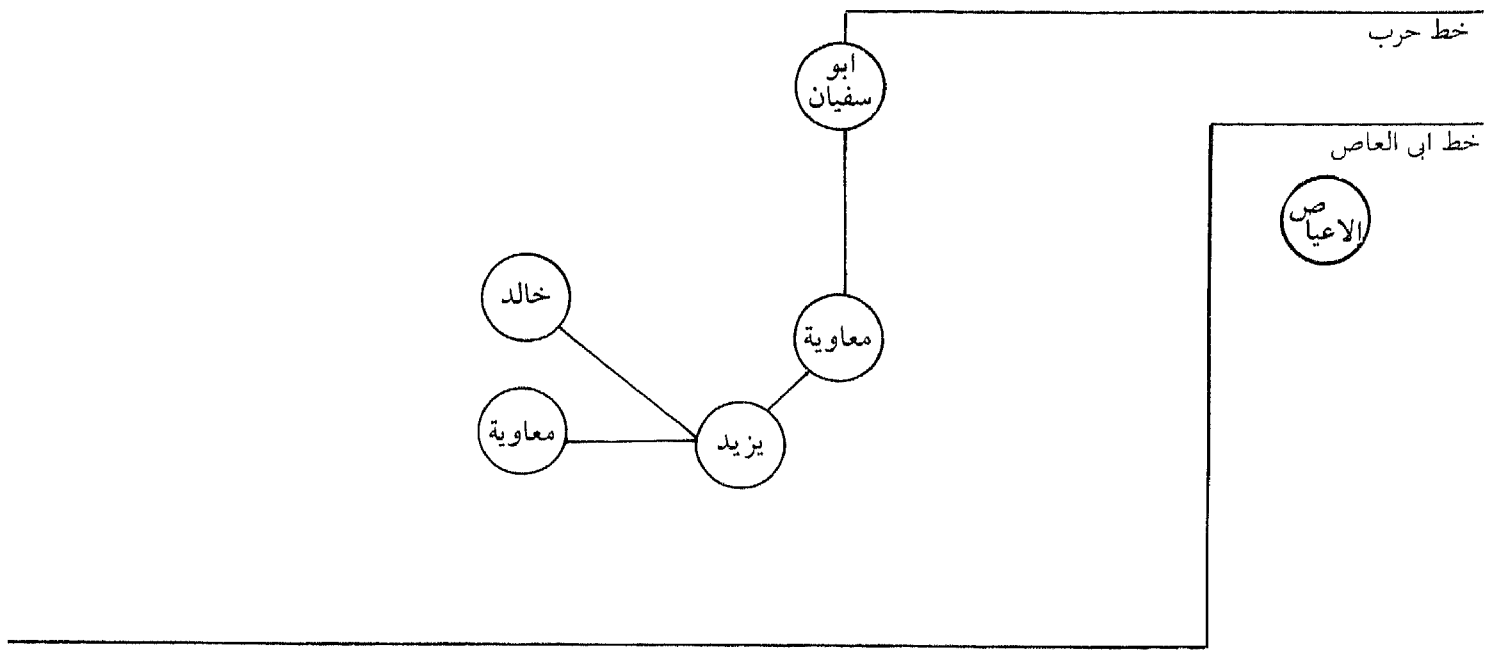 خط حرب
ابو
سفيان
خط ابى العاص
الاعياص
خالد
معاوية
معاوية
يزيد